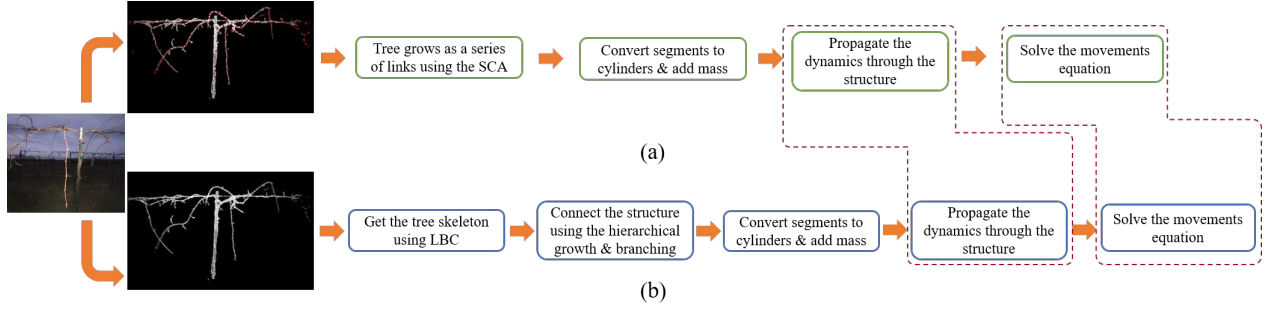 Tree grows as a series
of links using the SCA
Convert segments to
cylinders & add mass
Propagate the
dynamics through the
structure
Solve the movements
equation
(a)
Get the tree skeleton
using LBC
Connect the structure
using the hierarchical
growth & branching
Convert segments to
cylinders & add mass
Propagate the
dynamics through the
structure
Solve the movements
equation
(b)